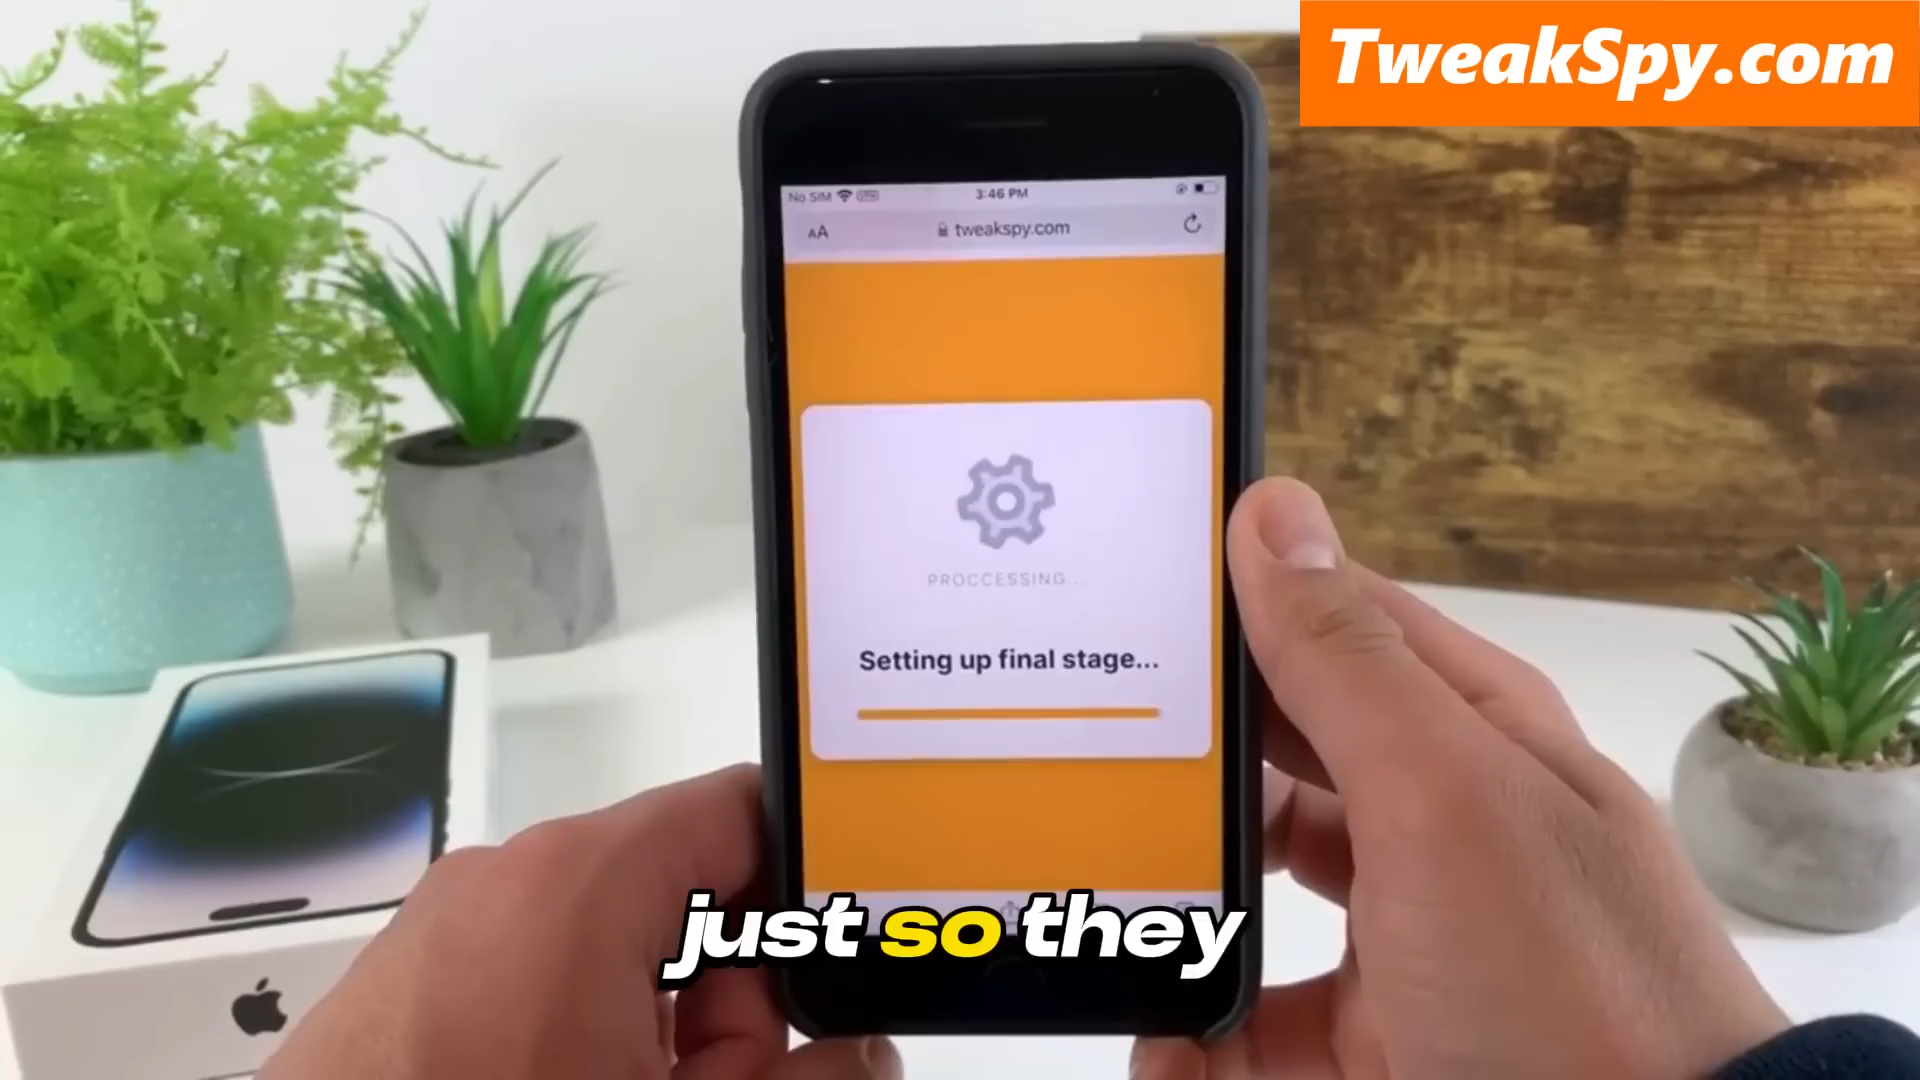 TweakSpy.com
No SIM
3:46 PM
AA tweakspy.com
PROCCESSING...
Setting up final stage...
just so they